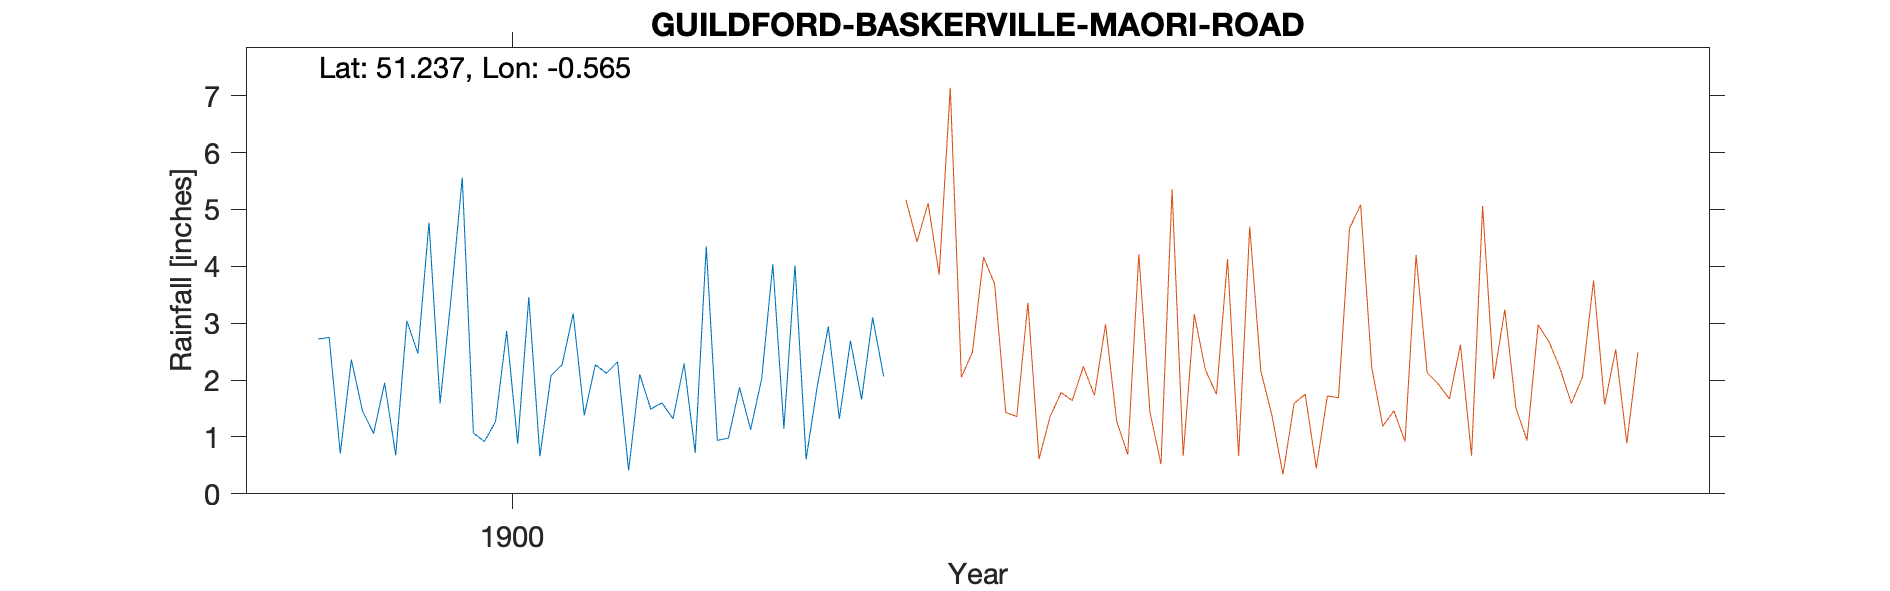 GUILDFORD-BASKERVILLE-MAORI-ROAD
Lat: 51.237, Lon: -0.565
7
6
5
4
3
2
1
0
Rainfall [inches]
1900
Year